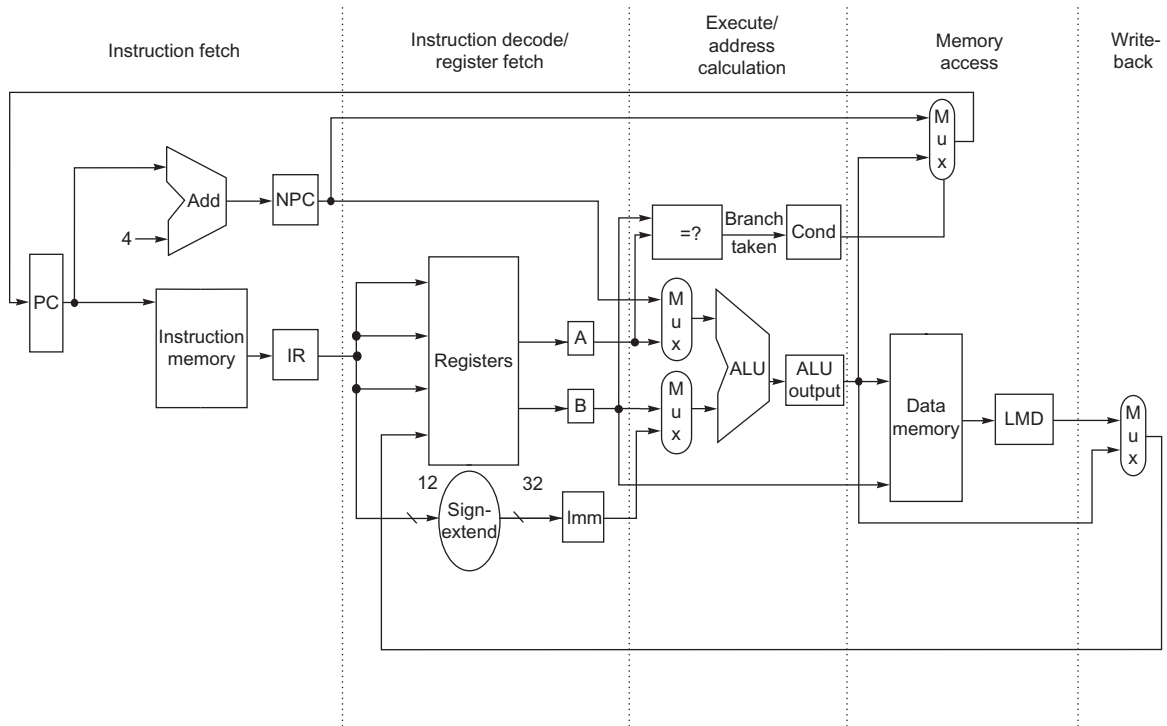 Instruction fetch
Instruction decode/
register fetch
Execute/
address
calculation
Memory
access
Write-
back
M
u
x
Add
NPC
4
=?
Branch
taken
Cond
PC
Instruction
memory
IR
Registers
A
B
M
u
x
M
u
x
ALU
ALU
output
Data
memory
LMD
M
u
x
12
Sign-
extend
32
Imm